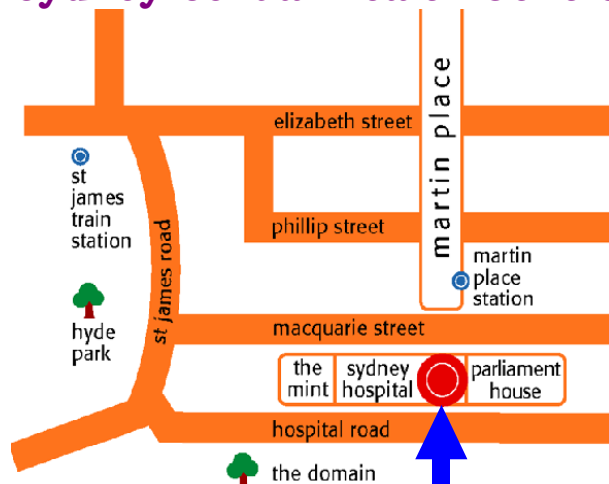 elizabeth street
martin place
st
james
train
station
phillip street
st james road
martin
place
station
hyde
park
macquarie street
the
mint
sydney
hospital
parliament
house
hospital road
the domain